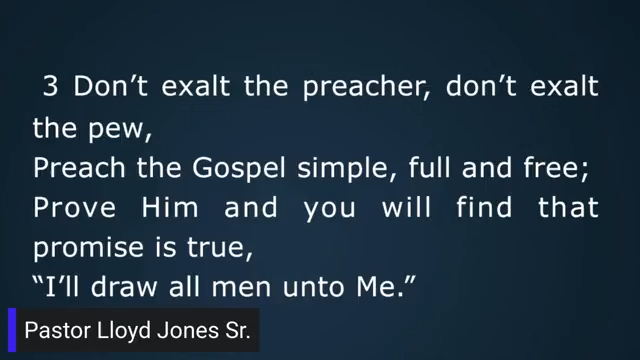 3 Don’t exalt the preacher, don’t exalt
the pew,
Preach the Gospel simple, full and free;
Prove Him and you will find that
promise is true,
“I’ll draw all men unto Me.”
Pastor Lloyd Jones Sr.